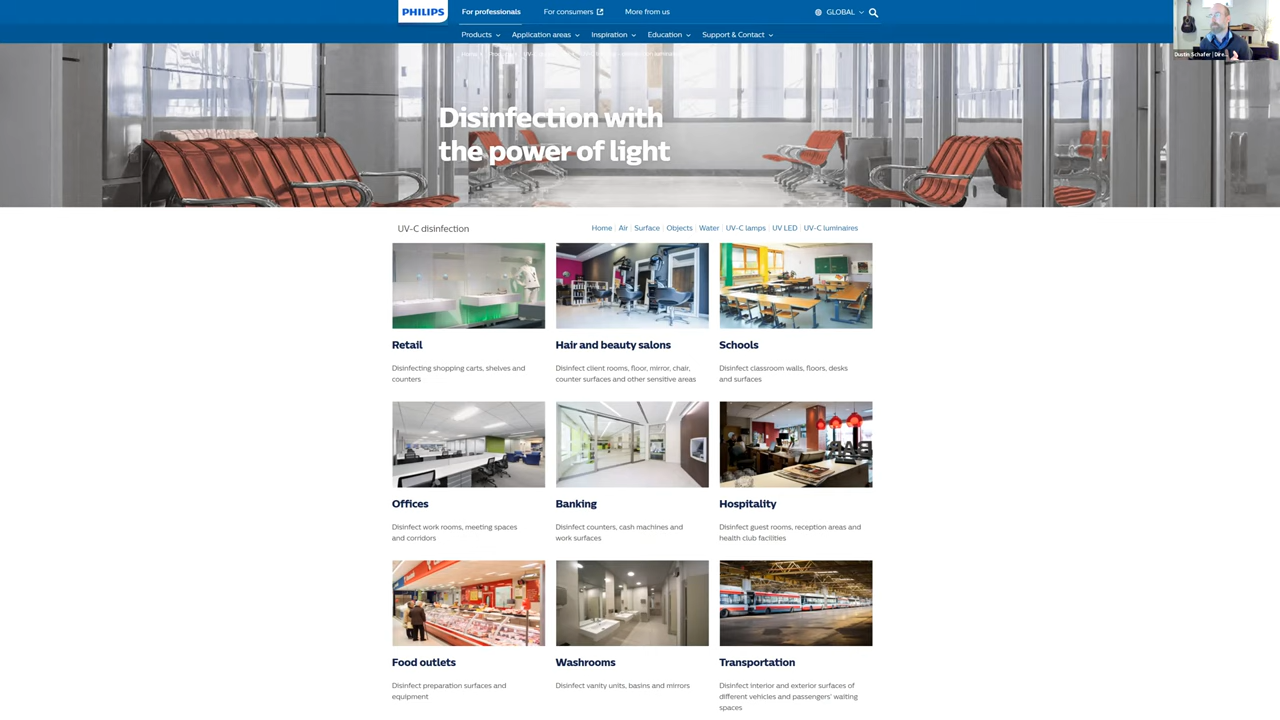 PHILIPS
For professionals
For consumers
More from us
GLOBAL
Products
Application areas
Inspiration
Education
Support & Contact
Dustin Schafer | Dire...
Disinfection with
the power of light
UV-C disinfection
Home | Air | Surface | Objects | Water | UV-C lamps | UV LED | UV-C luminaires
Retail
Disinfecting shopping carts, shelves and
counters
Hair and beauty salons
Disinfect client rooms, floor, mirror, chair,
counter surfaces and other sensitive areas
Schools
Disinfect classroom walls, floors, desks
and surfaces
Offices
Disinfect work rooms, meeting spaces
and corridors
Banking
Disinfect counters, cash machines and
work surfaces
Hospitality
Disinfect guest rooms, reception areas and
health club facilities
Food outlets
Disinfect preparation surfaces and
equipment
Washrooms
Disinfect vanity units, basins and mirrors
Transportation
Disinfect interior and exterior surfaces of
different vehicles and passengers' waiting
spaces